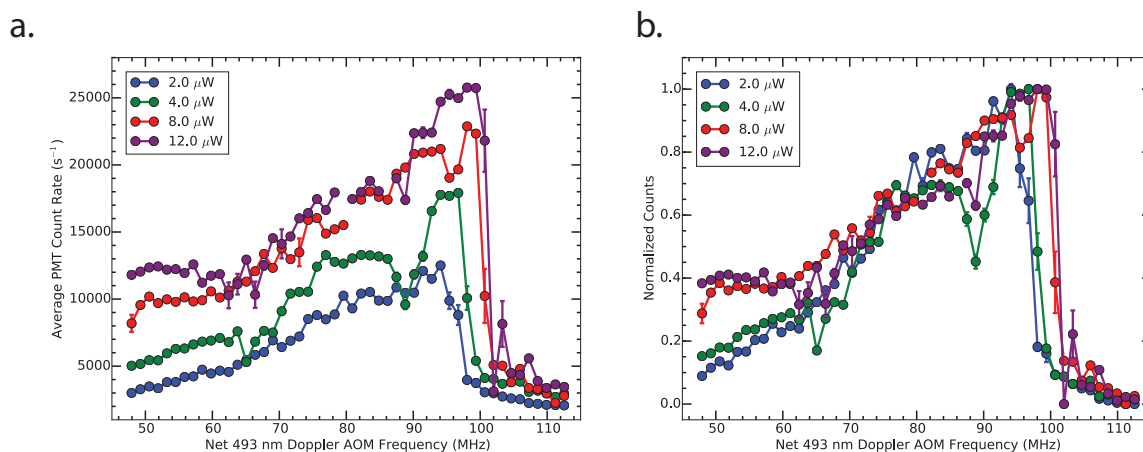 a.
b.
2.0 μW
4.0 μW
8.0 μW
12.0 μW
25000
20000
15000
10000
5000
Average PMT Count Rate (s⁻¹)
50 60 70 80 90 100 110
Net 493 nm Doppler AOM Frequency (MHz)
2.0 μW
4.0 μW
8.0 μW
12.0 μW
1.0
0.8
0.6
0.4
0.2
0.0
Normalized Counts
50 60 70 80 90 100 110
Net 493 nm Doppler AOM Frequency (MHz)